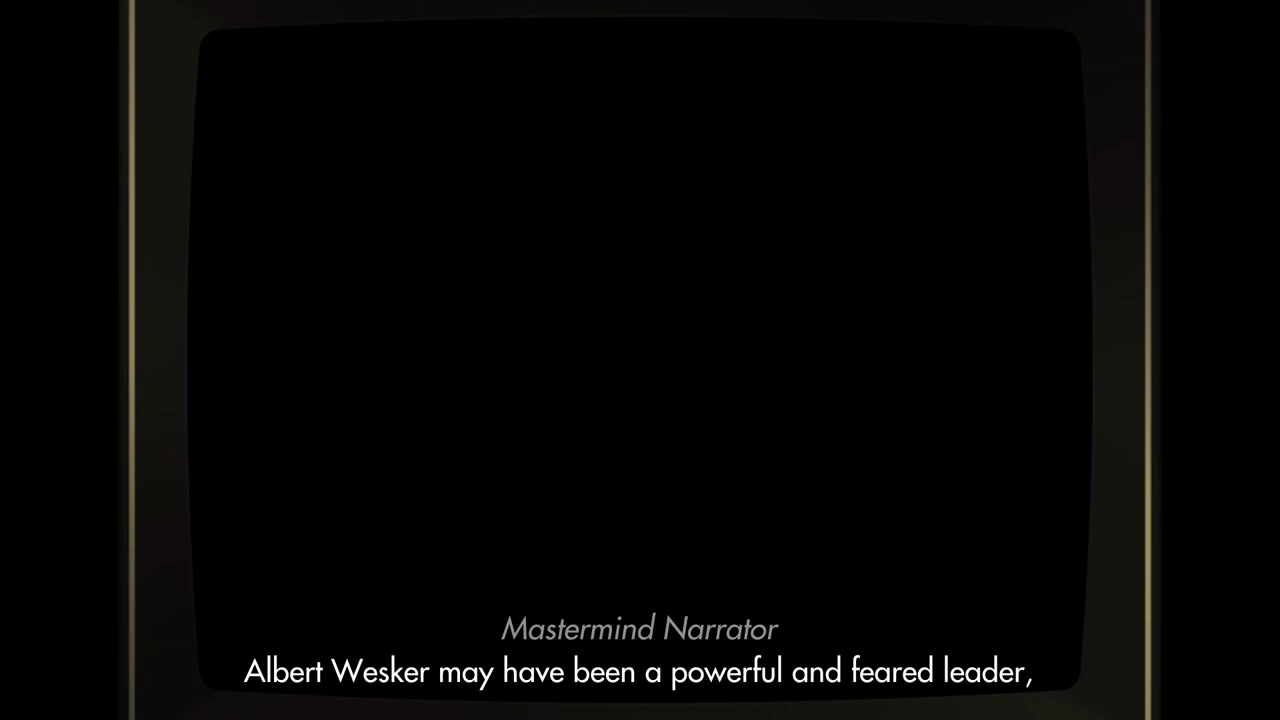 Mastermind Narrator
Albert Wesker may have been a powerful and feared leader,